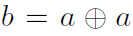 b = a ⊕ a